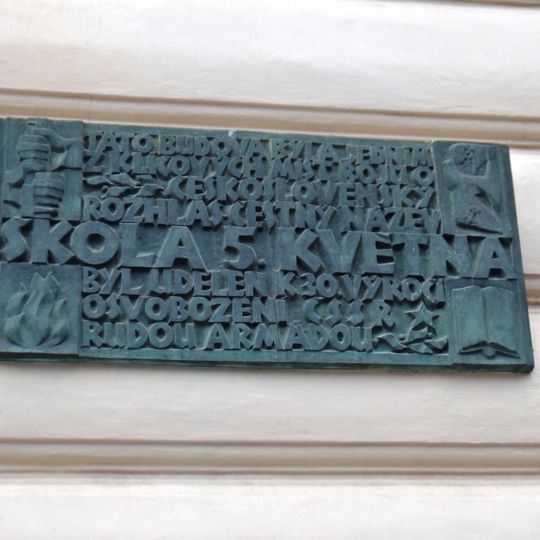 TATO BUDOVA BYLA JEDNÍM
Z KLÍČOVÝCH MÍST BOJE O
ČESKOSLOVENSKÝ
ROZHLAS·ČESTNÝ NÁZEV
ŠKOLA 5. KVĚTNA
BYL UDĚLEN K 30.VÝROČÍ
OSVOBOZENÍ ČSSR
RUDOU ARMÁDOU